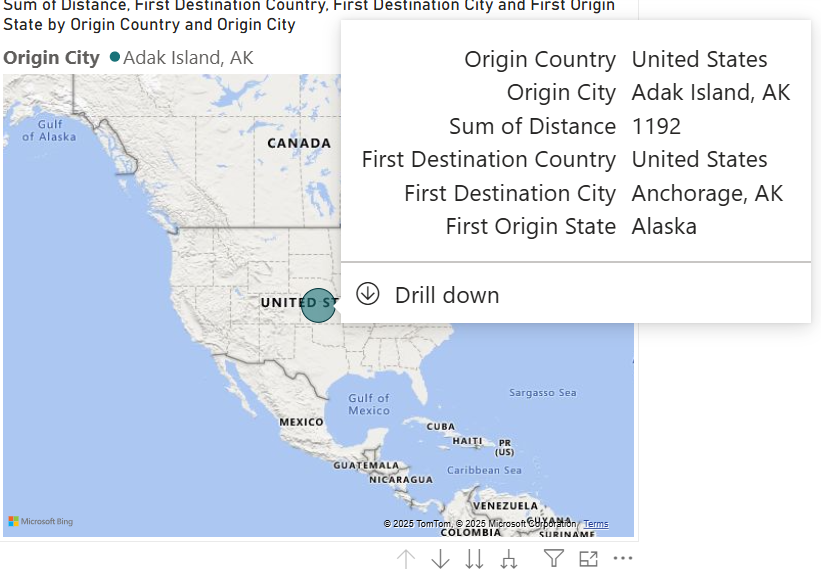 Sum of Distance, First Destination Country, First Destination City and First Origin
State by Origin Country and Origin City
Origin City Adak Island, AK
Origin Country United States
Origin City Adak Island, AK
Sum of Distance 1192
First Destination Country United States
First Destination City Anchorage, AK
First Origin State Alaska
Drill down
Gulf
of Alaska
CANADA
UNITED ST
Sargasso Sea
Gulf of
Mexico
MEXICO
CUBA
HAITI
PR
(US)
GUATEMALA
Caribbean Sea
NICARAGUA
VENEZUELA
GUYANA
COLOMBIA
SURINAME
Microsoft Bing
© 2025 TomTom, © 2025 Microsoft Corporation Terms